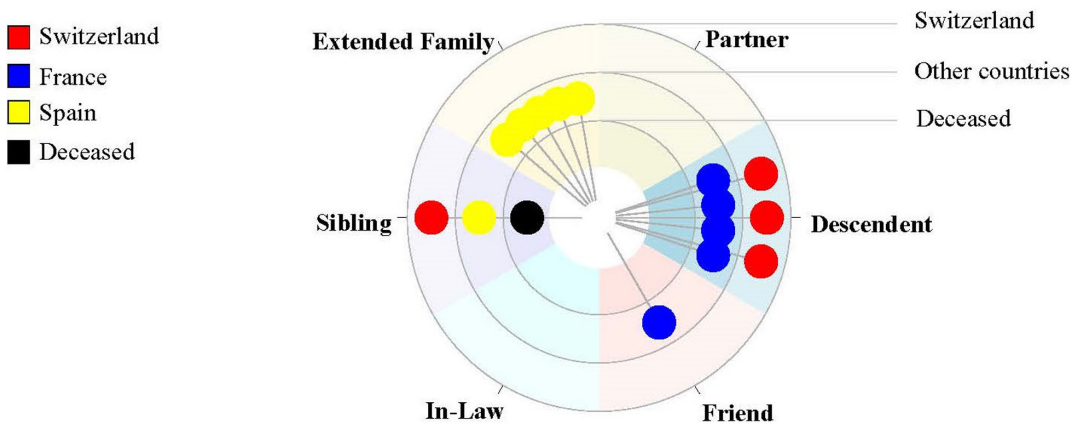 Switzerland
France
Spain
Deceased
Extended Family
Partner
Switzerland
Other countries
Deceased
Sibling
Descendent
In-Law
Friend